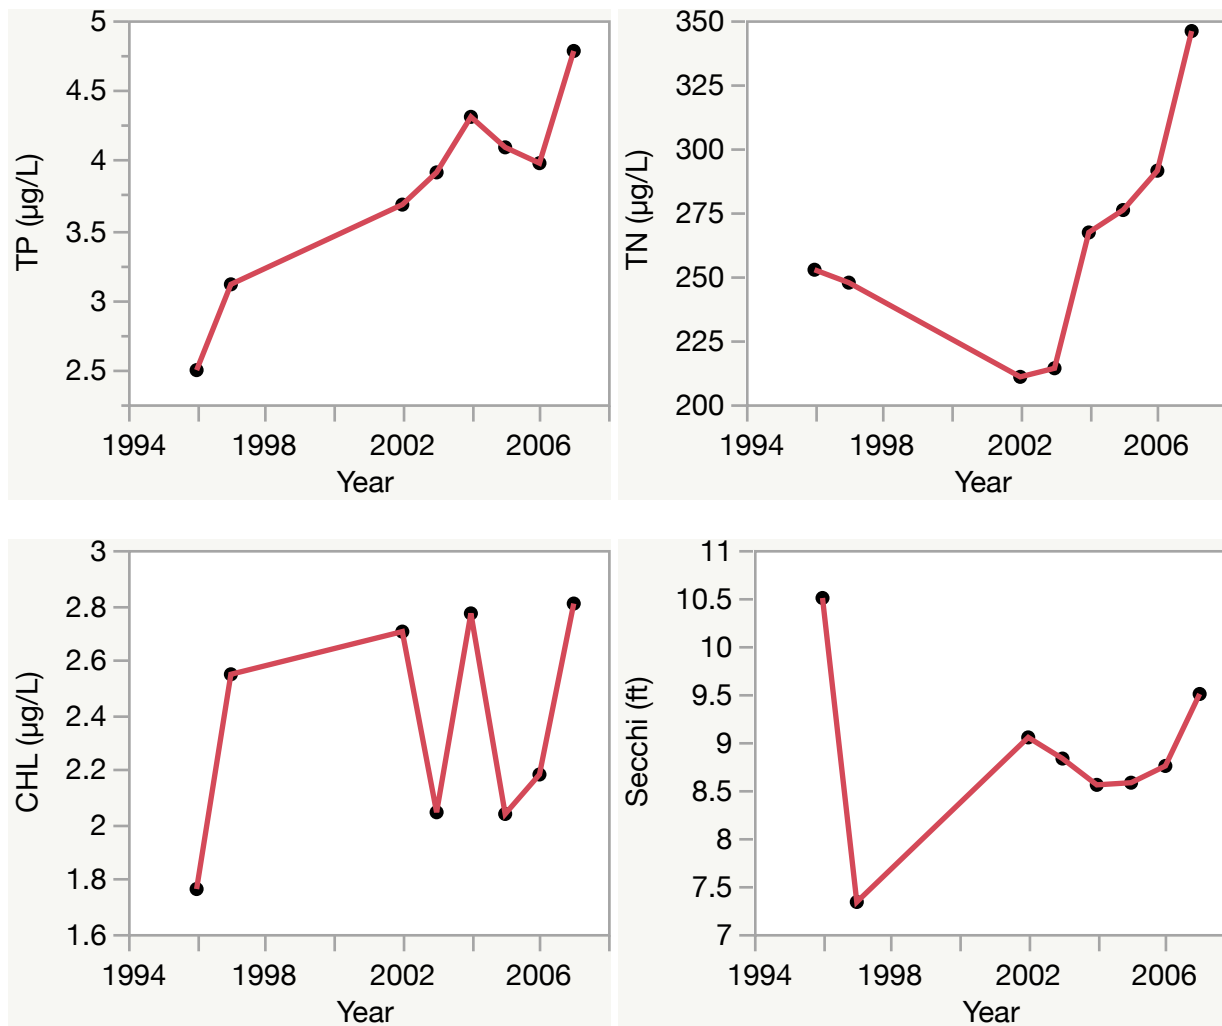 TP (µg/L)
5
4.5
4
3.5
3
2.5
1994 1998 2002 2006
Year
TN (µg/L)
350
325
300
275
250
225
200
1994 1998 2002 2006
Year
CHL (µg/L)
3
2.8
2.6
2.4
2.2
2
1.8
1.6
1994 1998 2002 2006
Year
Secchi (ft)
11
10.5
10
9.5
9
8.5
8
7.5
7
1994 1998 2002 2006
Year